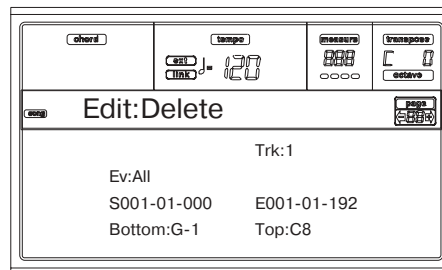 chord tempo measure transpose
ext
link ♩= 120 888 C 0
octave
song Edit:Delete page
88
Trk:1
Ev:All
S001-01-000 E001-01-192
Bottom:G-1 Top:C8